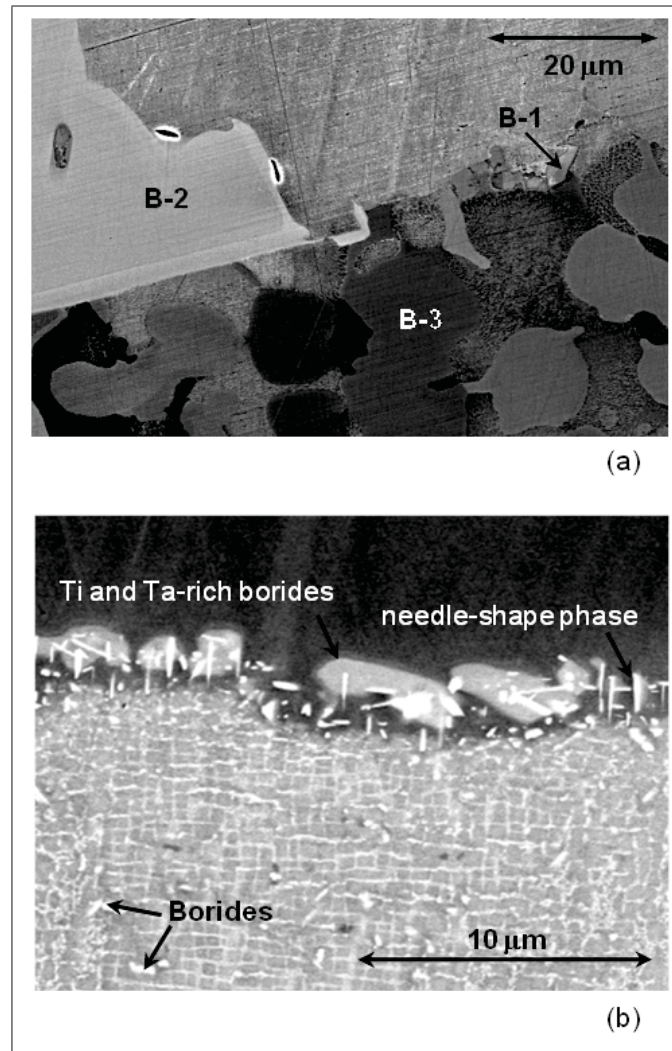 20 µm
B-1
B-2
B-3
(a)
Ti and Ta-rich borides
needle-shape phase
Borides
10 µm
(b)